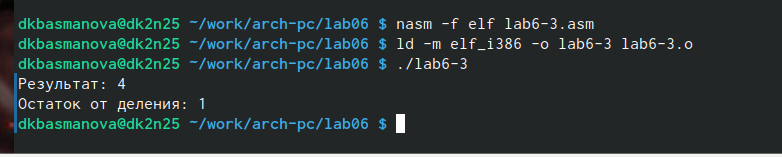 dkbasmanova@dk2n25 ~/work/arch-pc/lab06 $ nasm -f elf lab6-3.asm
dkbasmanova@dk2n25 ~/work/arch-pc/lab06 $ ld -m elf_i386 -o lab6-3 lab6-3.o
dkbasmanova@dk2n25 ~/work/arch-pc/lab06 $ ./lab6-3
Результат: 4
Остаток от деления: 1
dkbasmanova@dk2n25 ~/work/arch-pc/lab06 $